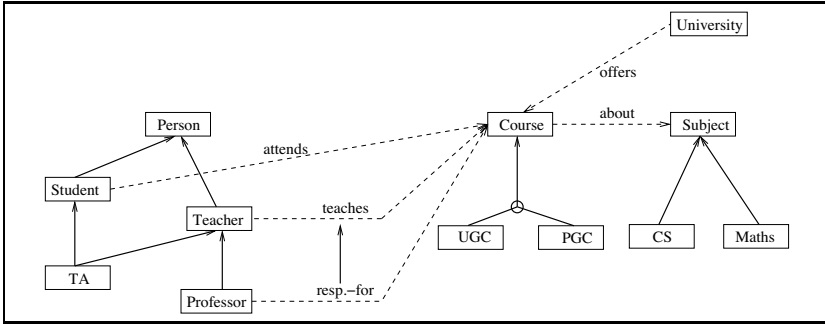 University
offers
Person
Course
about
Subject
attends
Student
Teacher
teaches
UGC
PGC
CS
Maths
TA
resp.-for
Professor